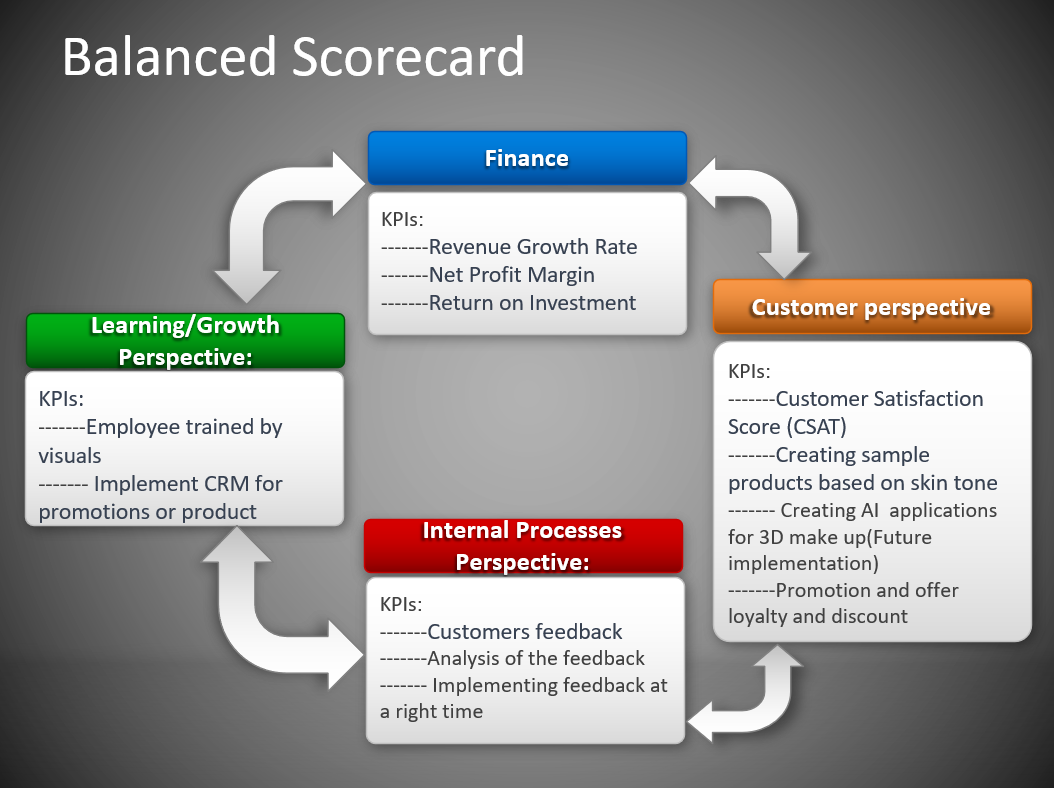 Balanced Scorecard
Finance
KPIs:
-------Revenue Growth Rate
-------Net Profit Margin
-------Return on Investment
Learning/Growth
Perspective:
KPIs:
-------Employee trained by
visuals
------- Implement CRM for
promotions or product
Customer perspective
KPIs:
-------Customer Satisfaction
Score (CSAT)
-------Creating sample
products based on skin tone
------- Creating AI  applications
for 3D make up(Future
implementation)
-------Promotion and offer
loyalty and discount
Internal Processes
Perspective:
KPIs:
-------Customers feedback
-------Analysis of the feedback
------- Implementing feedback at
a right time